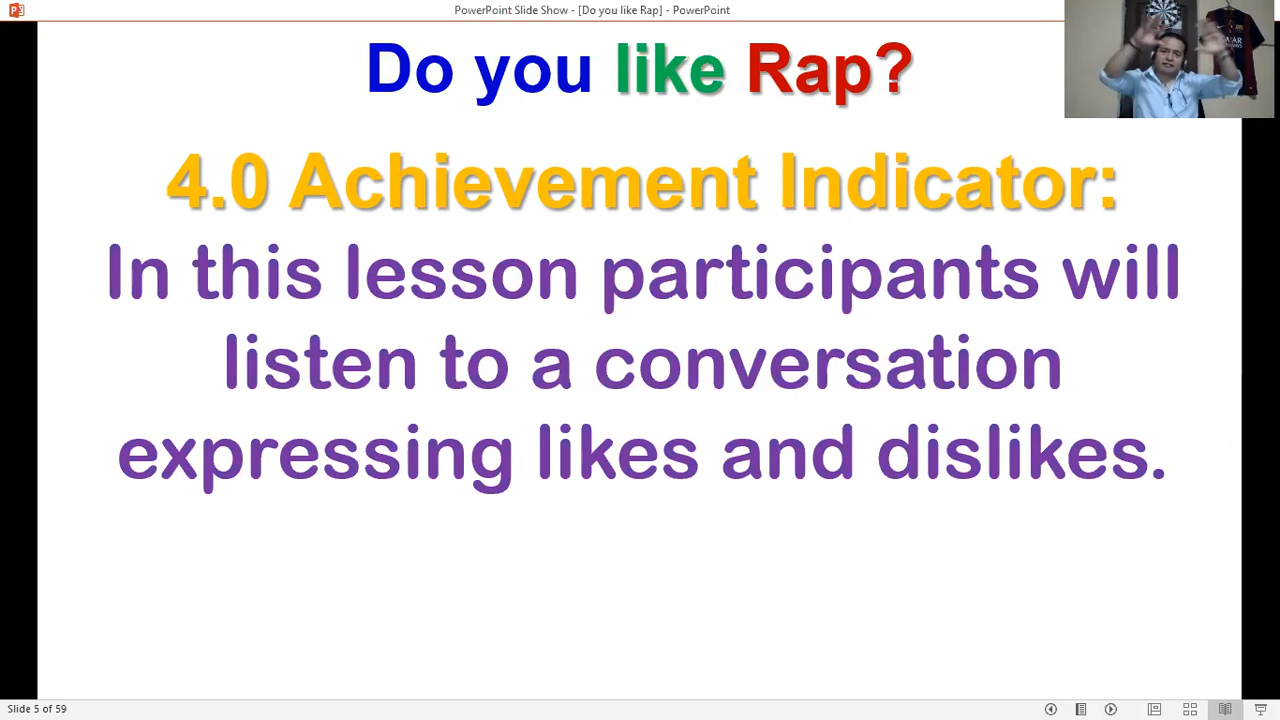 PowerPoint Slide Show - [Do you like Rap] - PowerPoint
Do you like Rap?
4.0 Achievement Indicator:
In this lesson participants will
listen to a conversation
expressing likes and dislikes.
Slide 5 of 59